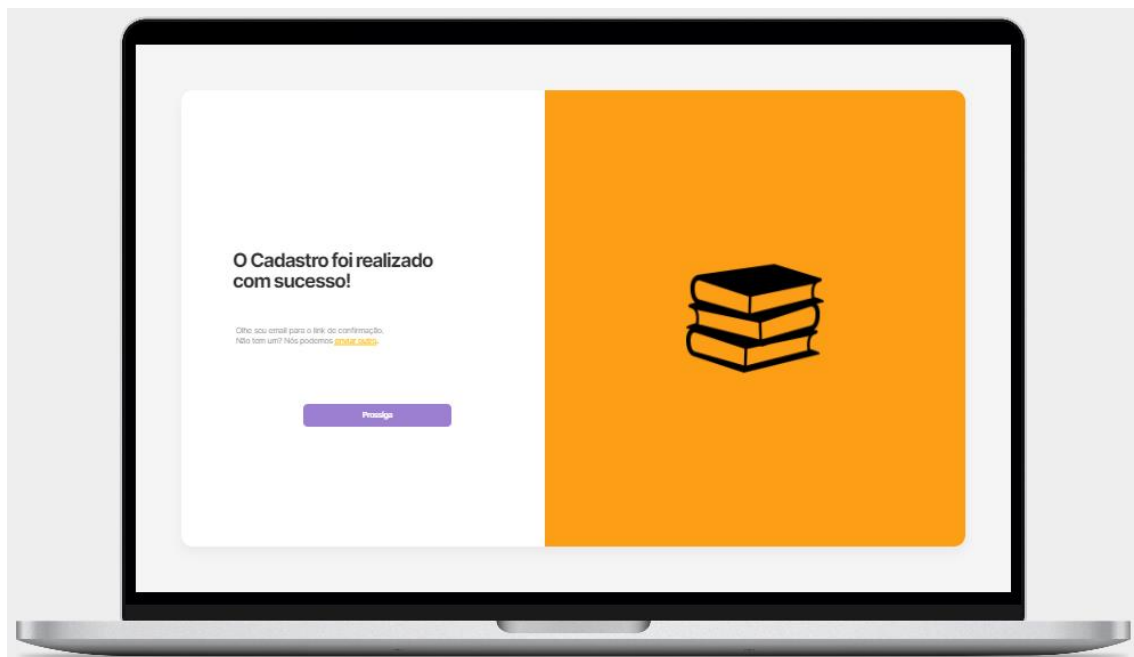 O Cadastro foi realizado
com sucesso!
Olhe seu email para o link de confirmação.
Não tem um? Nós podemos enviar outro.
Prossiga